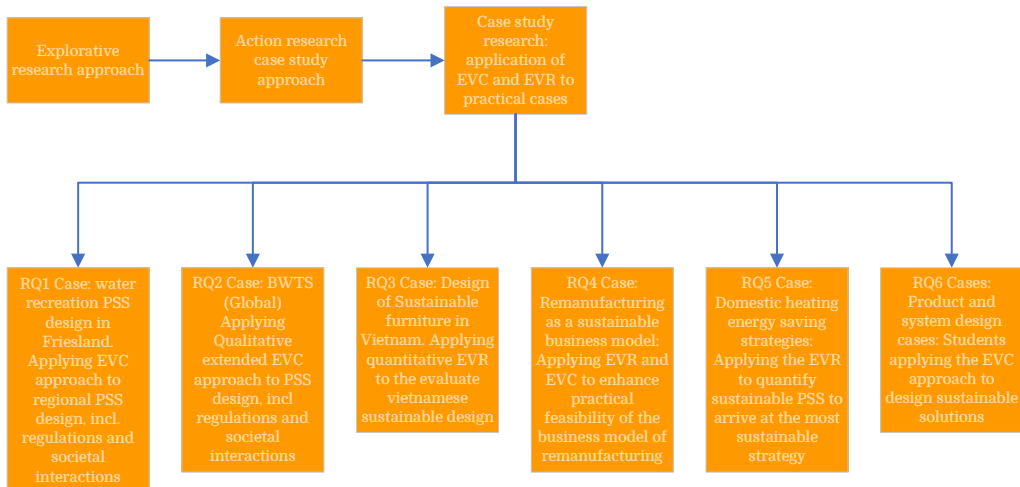 Explorative
research approach
Action research
case study
approach
Case study
research:
application of
EVC and EVR to
practical cases
RQ1 Case: water
recreation PSS
design in
Friesland.
Applying EVC
approach to
regional PSS
design, incl.
regulations and
societal
interactions
RQ2 Case: BWTS
(Global)
Applying
Qualitative
extended EVC
approach to PSS
design, incl
regulations and
societal
interactions
RQ3 Case: Design
of Sustainable
furniture in
Vietnam. Applying
quantitative EVR
to the evaluate
vietnamese
sustainable design
RQ4 Case:
Remanufacturing
as a sustainable
business model:
Applying EVR and
EVC to enhance
practical
feasibility of the
business model of
remanufacturing
RQ5 Case:
Domestic heating
energy saving
strategies:
Applying the EVR
to quantify
sustainable PSS to
arrive at the most
sustainable
strategy
RQ6 Cases:
Product and
system design
cases: Students
applying the EVC
approach to
design sustainable
solutions